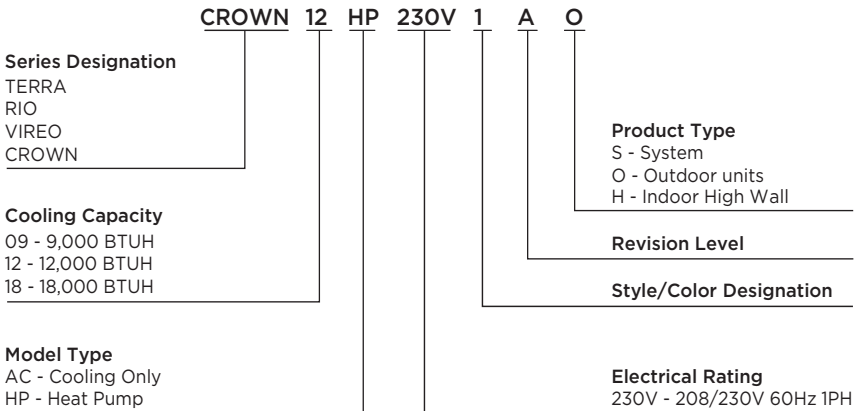 CROWN 12 HP 230V 1 A O
Series Designation
TERRA
RIO
VIREO
CROWN
Cooling Capacity
09 - 9,000 BTUH
12 - 12,000 BTUH
18 - 18,000 BTUH
Model Type
AC - Cooling Only
HP - Heat Pump
Product Type
S - System
O - Outdoor units
H - Indoor High Wall
Revision Level
Style/Color Designation
Electrical Rating
230V - 208/230V 60Hz 1PH